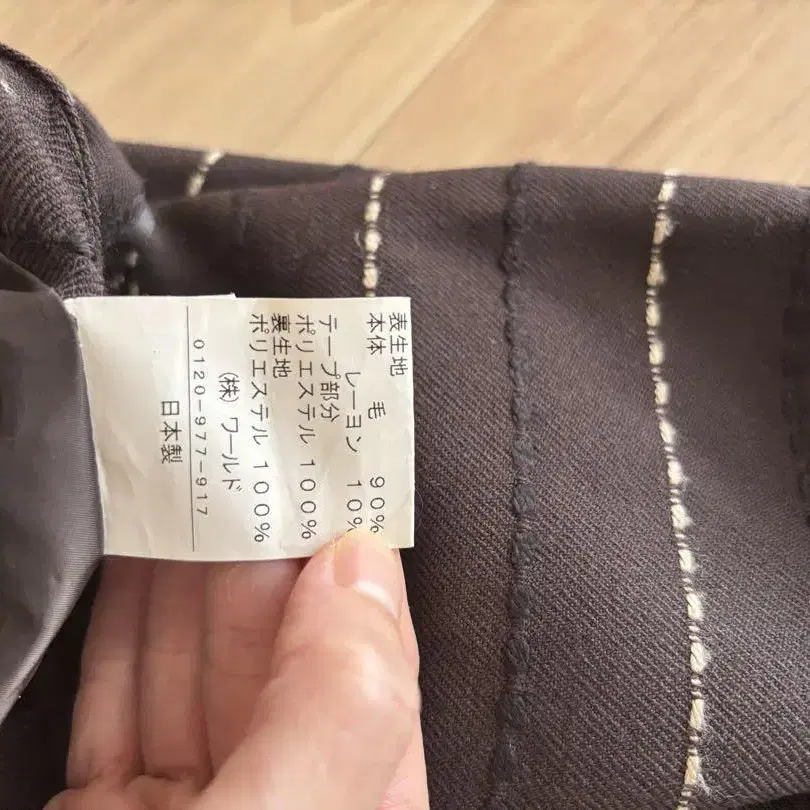 表生地
本体 毛 90%
レーヨン 10%
テープ部分
ポリエステル 100%
裏生地
ポリエステル 100%
(株) ワールド
0120-977-917
日本製